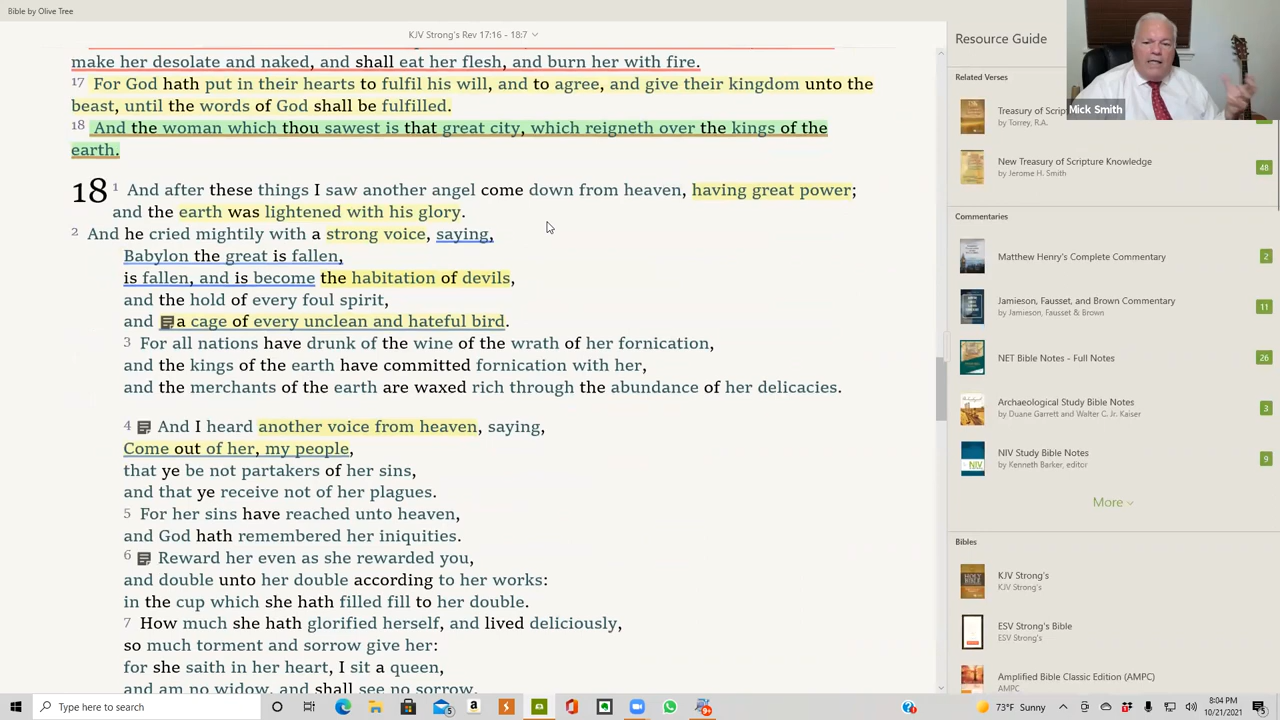 Bible by Olive Tree
KJV Strong's Rev 17:16 - 18:7
make her desolate and naked, and shall eat her flesh, and burn her with fire.
17 For God hath put in their hearts to fulfil his will, and to agree, and give their kingdom unto the
beast, until the words of God shall be fulfilled.
18 And the woman which thou sawest is that great city, which reigneth over the kings of the
earth.
18 1 And after these things I saw another angel come down from heaven, having great power;
and the earth was lightened with his glory.
2 And he cried mightily with a strong voice, saying,
Babylon the great is fallen,
is fallen, and is become the habitation of devils,
and the hold of every foul spirit,
and a cage of every unclean and hateful bird.
3 For all nations have drunk of the wine of the wrath of her fornication,
and the kings of the earth have committed fornication with her,
and the merchants of the earth are waxed rich through the abundance of her delicacies.
4 And I heard another voice from heaven, saying,
Come out of her, my people,
that ye be not partakers of her sins,
and that ye receive not of her plagues.
5 For her sins have reached unto heaven,
and God hath remembered her iniquities.
6 Reward her even as she rewarded you,
and double unto her double according to her works:
in the cup which she hath filled fill to her double.
7 How much she hath glorified herself, and lived deliciously,
so much torment and sorrow give her:
for she saith in her heart, I sit a queen,
and am no widow, and shall see no sorrow.
Resource Guide
Related Verses
Treasury of Scrip
by Torrey, R.A.
New Treasury of Scripture Knowledge
by Jerome H. Smith
48
Commentaries
Matthew Henry's Complete Commentary
2
Jamieson, Fausset, and Brown Commentary
by Jamieson, Fausset & Brown
11
NET Bible Notes - Full Notes
26
Archaeological Study Bible Notes
by Duane Garrett and Walter C. Jr. Kaiser
3
NIV Study Bible Notes
by Kenneth Barker, editor
9
More
Bibles
KJV Strong's
KJV Strong's
ESV Strong's Bible
ESV Strong's
Amplified Bible Classic Edition (AMPC)
AMPC
Mick Smith
Type here to search
73°F Sunny
8:04 PM
10/21/2021